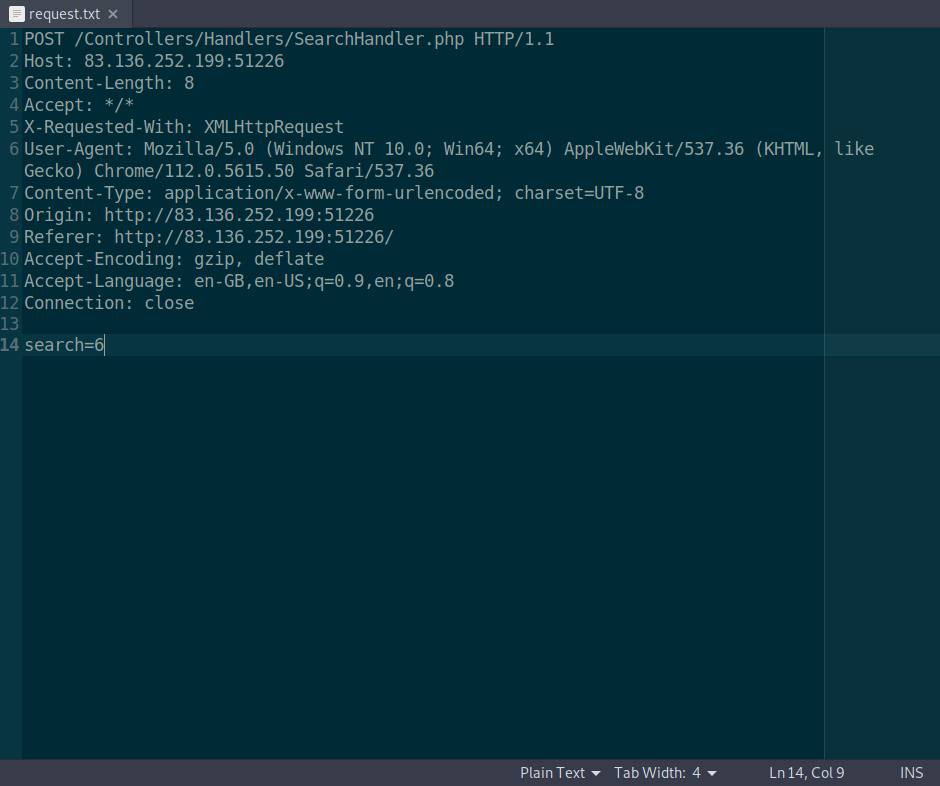 request.txt ×
1 POST /Controllers/Handlers/SearchHandler.php HTTP/1.1
2 Host: 83.136.252.199:51226
3 Content-Length: 8
4 Accept: */*
5 X-Requested-With: XMLHttpRequest
6 User-Agent: Mozilla/5.0 (Windows NT 10.0; Win64; x64) AppleWebKit/537.36 (KHTML, like
Gecko) Chrome/112.0.5615.50 Safari/537.36
7 Content-Type: application/x-www-form-urlencoded; charset=UTF-8
8 Origin: http://83.136.252.199:51226
9 Referer: http://83.136.252.199:51226/
10 Accept-Encoding: gzip, deflate
11 Accept-Language: en-GB,en-US;q=0.9,en;q=0.8
12 Connection: close
13
14 search=6
Plain Text Tab Width: 4 Ln 14, Col 9 INS